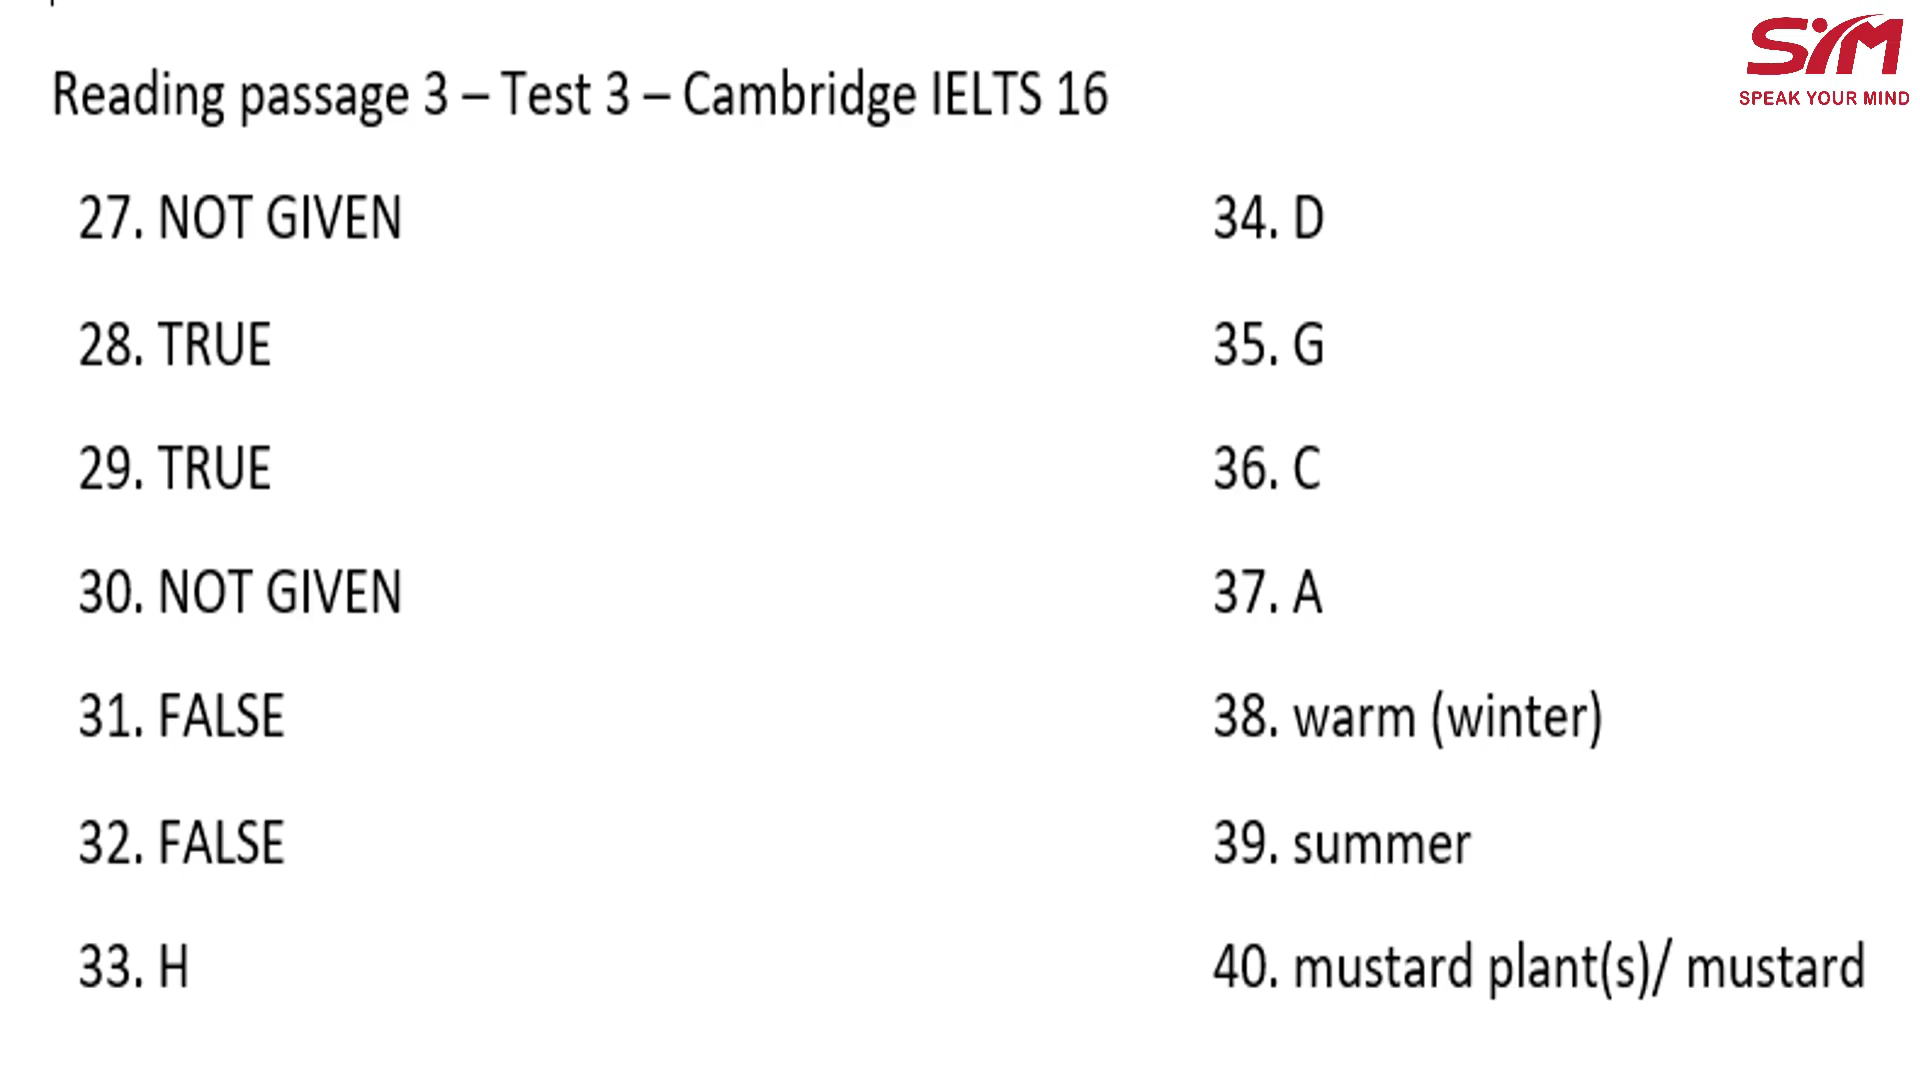 SYM
SPEAK YOUR MIND
Reading passage 3 – Test 3 – Cambridge IELTS 16
27. NOT GIVEN
28. TRUE
29. TRUE
30. NOT GIVEN
31. FALSE
32. FALSE
33. H
34. D
35. G
36. C
37. A
38. warm (winter)
39. summer
40. mustard plant(s)/ mustard